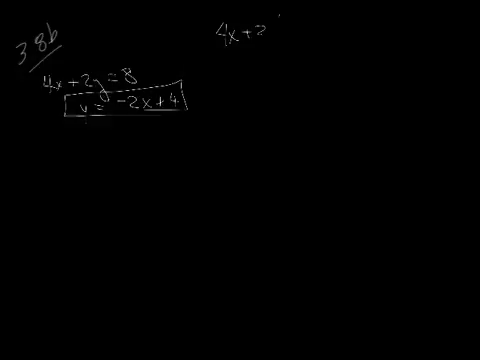 38b
4x + 2y = 8
y = -2x + 4
4x + 2